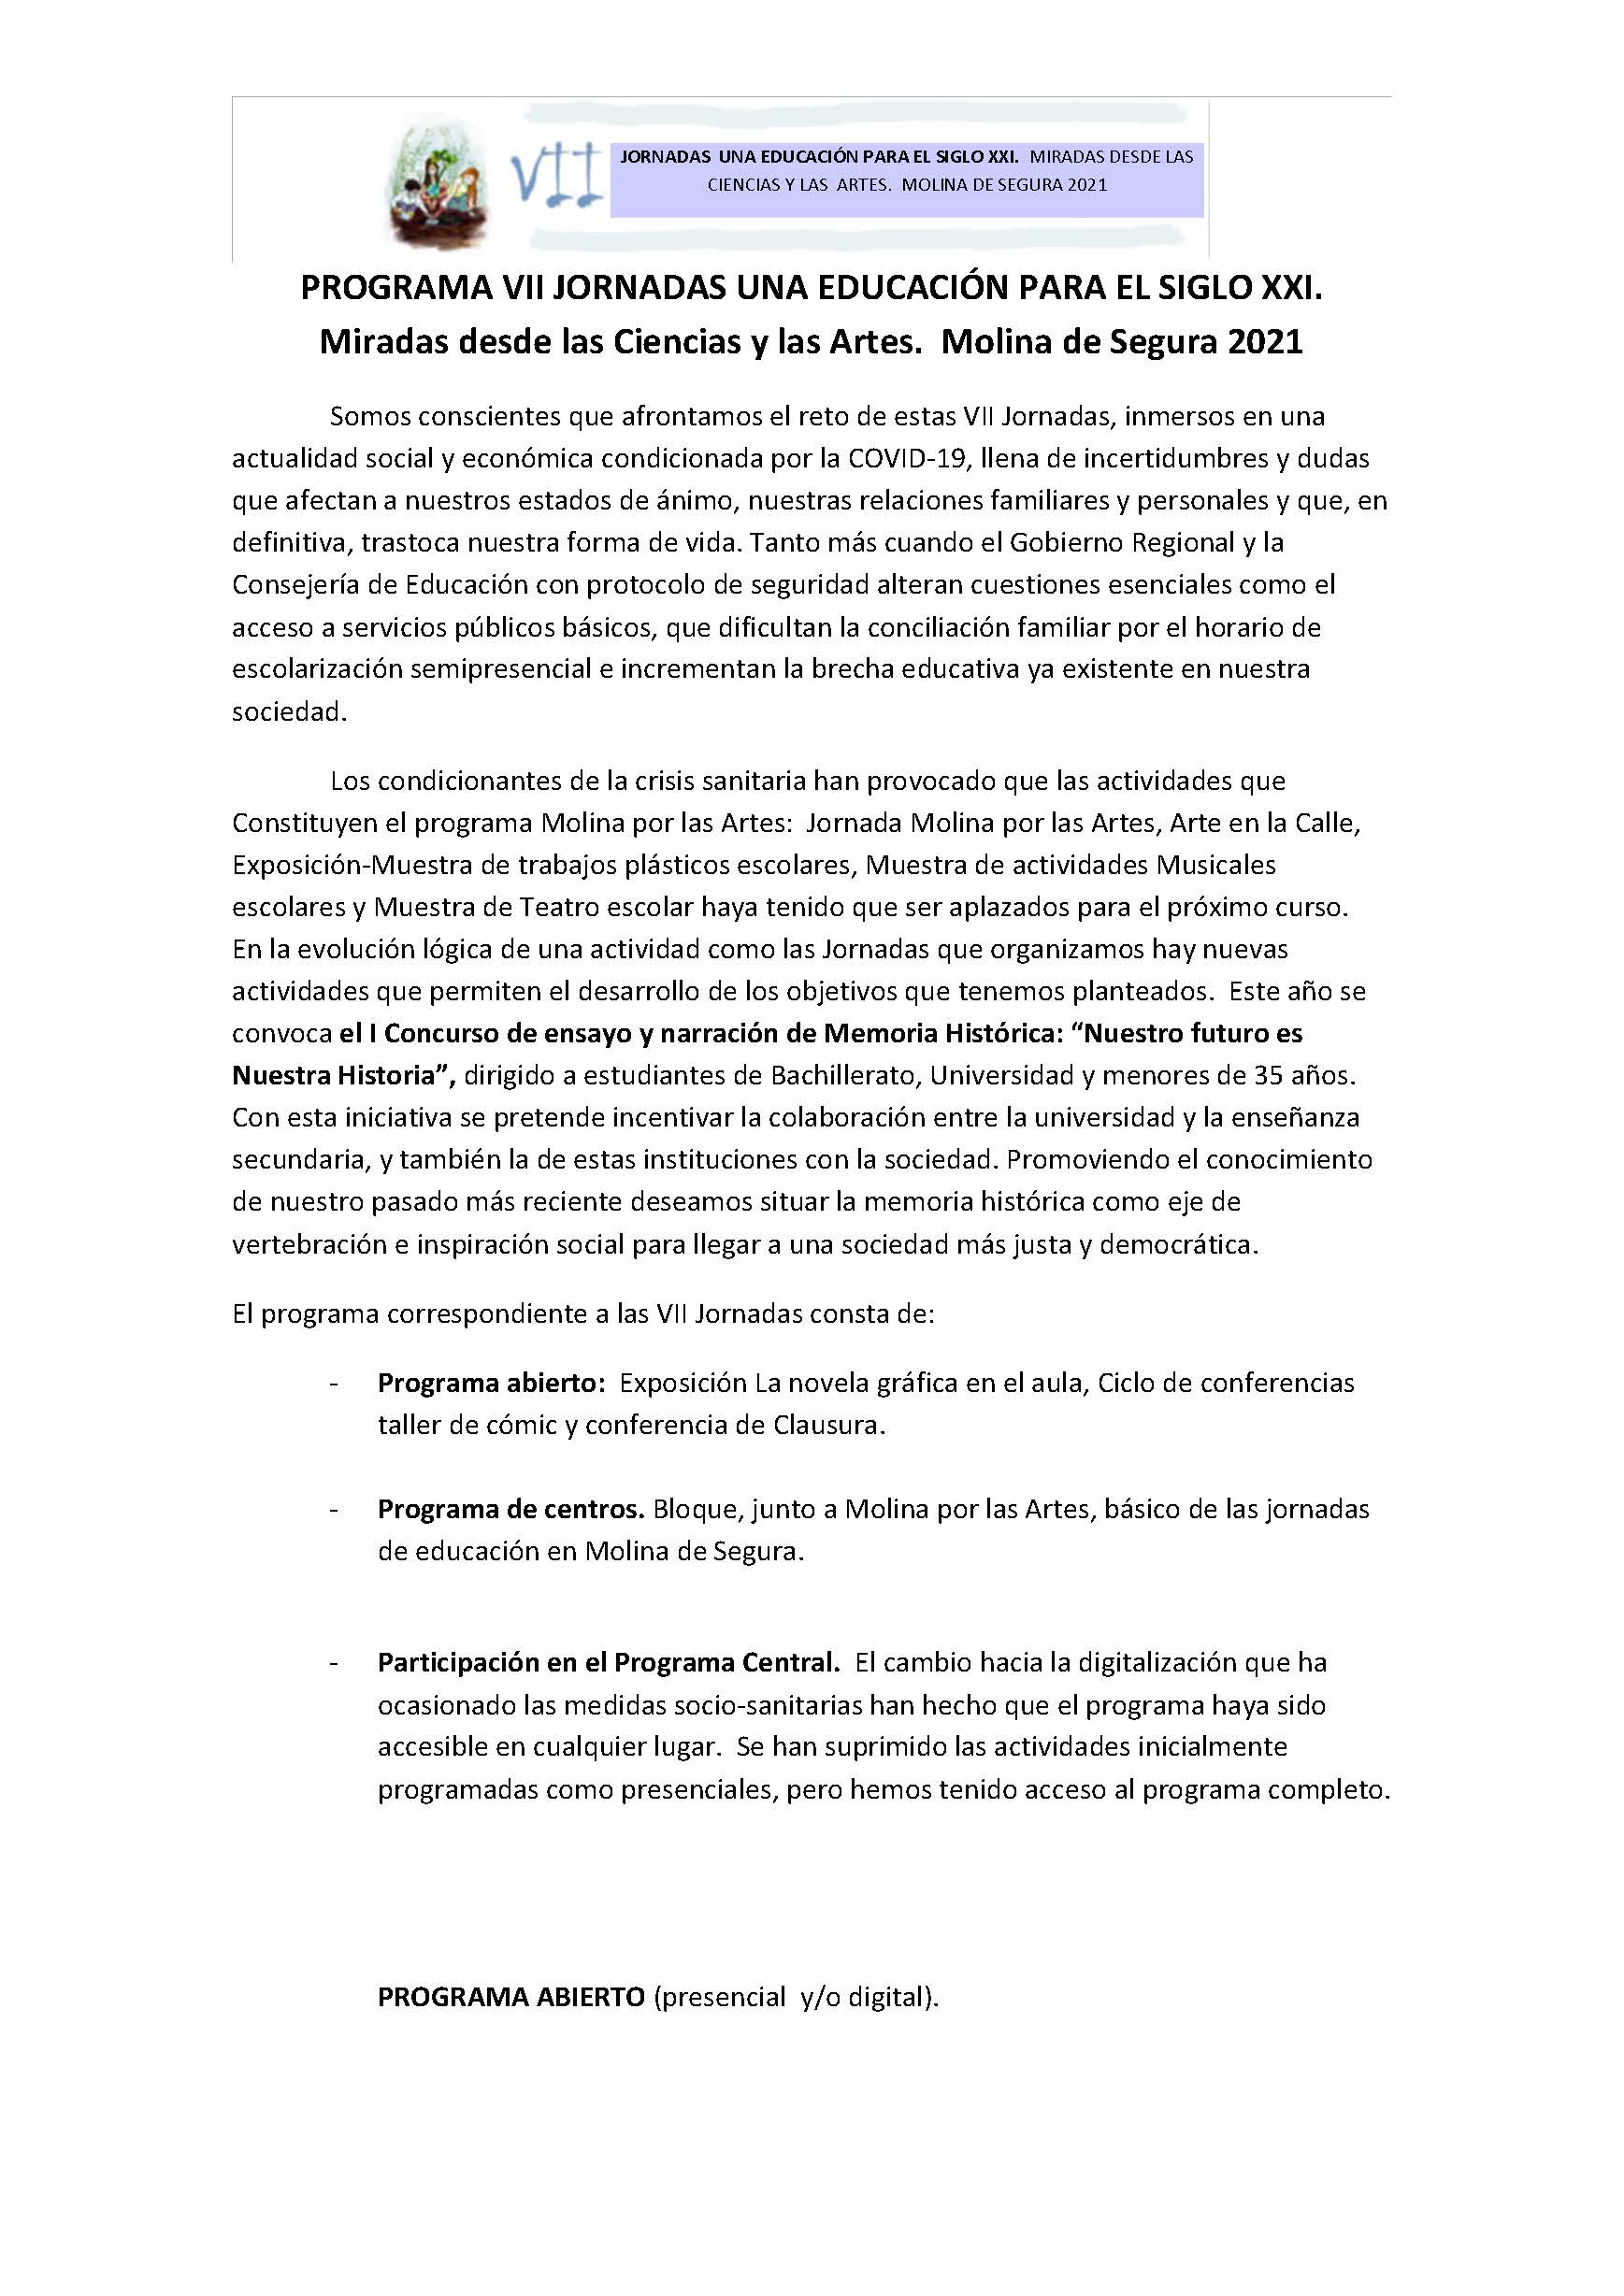 VII
JORNADAS UNA EDUCACIÓN PARA EL SIGLO XXI. MIRADAS DESDE LAS
CIENCIAS Y LAS ARTES. MOLINA DE SEGURA 2021
PROGRAMA VII JORNADAS UNA EDUCACIÓN PARA EL SIGLO XXI.
Miradas desde las Ciencias y las Artes. Molina de Segura 2021
Somos conscientes que afrontamos el reto de estas VII Jornadas, inmersos en una
actualidad social y económica condicionada por la COVID-19, llena de incertidumbres y dudas
que afectan a nuestros estados de ánimo, nuestras relaciones familiares y personales y que, en
definitiva, trastoca nuestra forma de vida. Tanto más cuando el Gobierno Regional y la
Consejería de Educación con protocolo de seguridad alteran cuestiones esenciales como el
acceso a servicios públicos básicos, que dificultan la conciliación familiar por el horario de
escolarización semipresencial e incrementan la brecha educativa ya existente en nuestra
sociedad.
Los condicionantes de la crisis sanitaria han provocado que las actividades que
Constituyen el programa Molina por las Artes: Jornada Molina por las Artes, Arte en la Calle,
Exposición-Muestra de trabajos plásticos escolares, Muestra de actividades Musicales
escolares y Muestra de Teatro escolar haya tenido que ser aplazados para el próximo curso.
En la evolución lógica de una actividad como las Jornadas que organizamos hay nuevas
actividades que permiten el desarrollo de los objetivos que tenemos planteados. Este año se
convoca el I Concurso de ensayo y narración de Memoria Histórica: “Nuestro futuro es
Nuestra Historia”, dirigido a estudiantes de Bachillerato, Universidad y menores de 35 años.
Con esta iniciativa se pretende incentivar la colaboración entre la universidad y la enseñanza
secundaria, y también la de estas instituciones con la sociedad. Promoviendo el conocimiento
de nuestro pasado más reciente deseamos situar la memoria histórica como eje de
vertebración e inspiración social para llegar a una sociedad más justa y democrática.
El programa correspondiente a las VII Jornadas consta de:
- Programa abierto: Exposición La novela gráfica en el aula, Ciclo de conferencias
taller de cómic y conferencia de Clausura.
- Programa de centros. Bloque, junto a Molina por las Artes, básico de las jornadas
de educación en Molina de Segura.
- Participación en el Programa Central. El cambio hacia la digitalización que ha
ocasionado las medidas socio-sanitarias han hecho que el programa haya sido
accesible en cualquier lugar. Se han suprimido las actividades inicialmente
programadas como presenciales, pero hemos tenido acceso al programa completo.
PROGRAMA ABIERTO (presencial y/o digital).